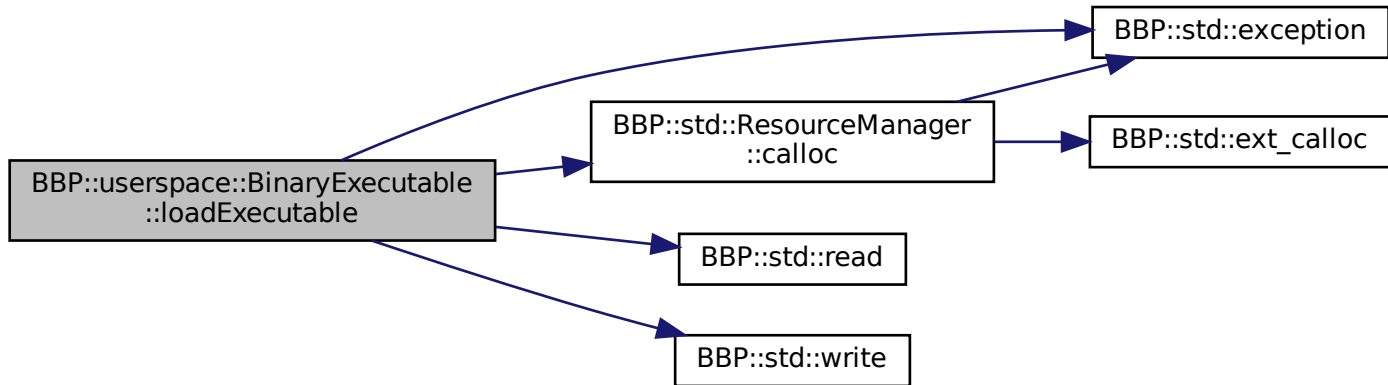 BBP::std::exception
BBP::std::ResourceManager
::calloc
BBP::std::ext_calloc
BBP::userspace::BinaryExecutable
::loadExecutable
BBP::std::read
BBP::std::write